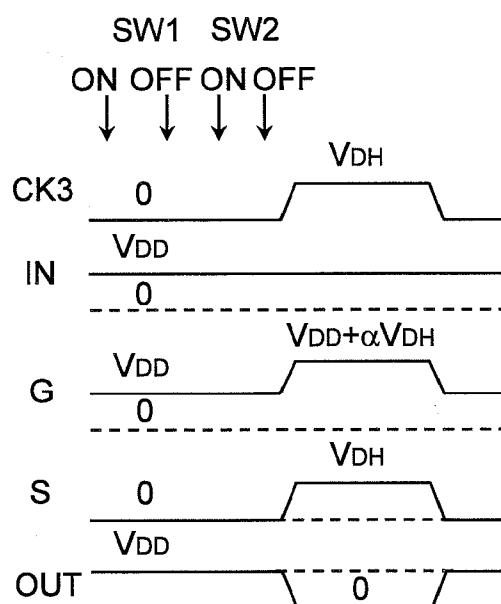 SW1 SW2
ON OFF ON OFF
VDH
CK3 0
VDD
IN
0
VDD+αVDH
VDD
G
0
VDH
S 0
VDD
OUT 0